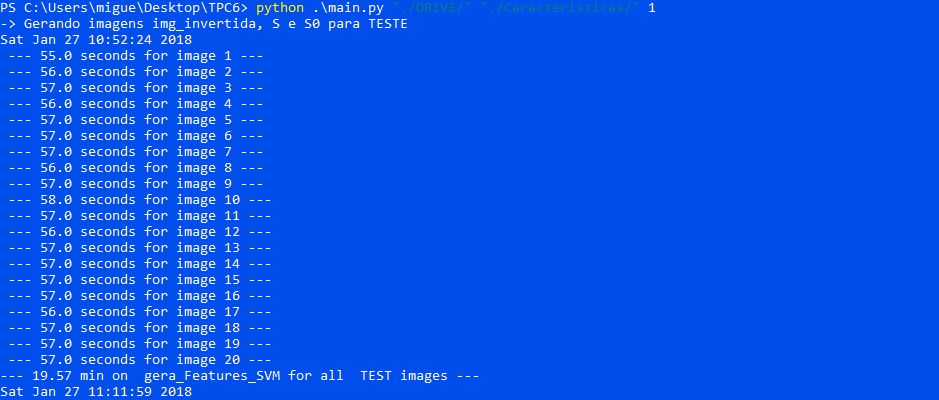 PS C:\Users\migue\Desktop\TPC6> python .\main.py "./DRIVE/" "./Caracteristicas/" 1
-> Gerando imagens img_invertida, S e S0 para TESTE
Sat Jan 27 10:52:24 2018
--- 55.0 seconds for image 1 ---
--- 56.0 seconds for image 2 ---
--- 57.0 seconds for image 3 ---
--- 56.0 seconds for image 4 ---
--- 57.0 seconds for image 5 ---
--- 57.0 seconds for image 6 ---
--- 57.0 seconds for image 7 ---
--- 56.0 seconds for image 8 ---
--- 57.0 seconds for image 9 ---
--- 58.0 seconds for image 10 ---
--- 57.0 seconds for image 11 ---
--- 56.0 seconds for image 12 ---
--- 57.0 seconds for image 13 ---
--- 57.0 seconds for image 14 ---
--- 57.0 seconds for image 15 ---
--- 57.0 seconds for image 16 ---
--- 56.0 seconds for image 17 ---
--- 57.0 seconds for image 18 ---
--- 57.0 seconds for image 19 ---
--- 57.0 seconds for image 20 ---
--- 19.57 min on  gera_Features_SVM for all  TEST images ---
Sat Jan 27 11:11:59 2018